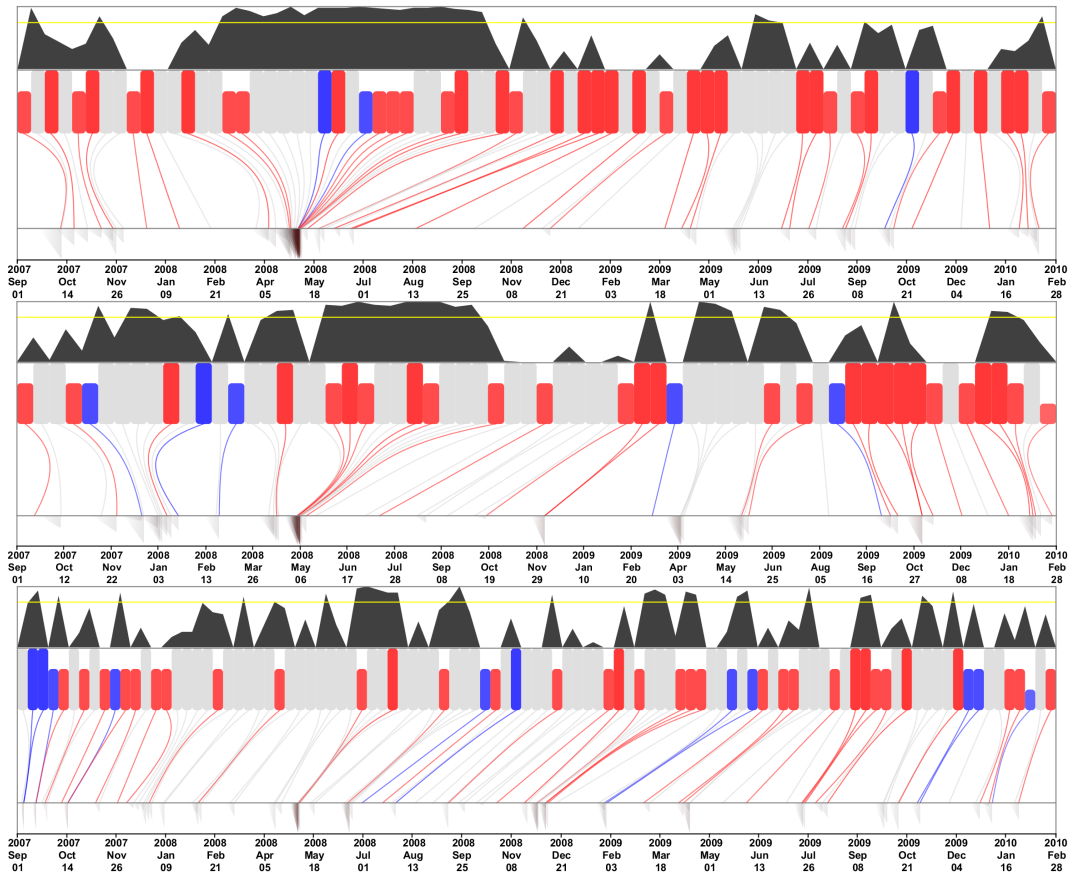 2007 2007 2007 2008 2008 2008 2008 2008 2008 2008 2008 2008 2009 2009 2009 2009 2009 2009 2009 2009 2010 2010
Sep Oct Nov Jan Feb Apr May Jul Aug Sep Nov Dec Feb Mar May Jun Jul Sep Oct Dec Jan Feb
01 14 26 09 21 05 18 01 13 25 08 21 03 18 01 13 26 08 21 04 16 28
2007 2007 2007 2008 2008 2008 2008 2008 2008 2008 2008 2008 2009 2009 2009 2009 2009 2009 2009 2009 2009 2010 2010
Sep Oct Nov Jan Feb Mar May Jun Jul Sep Oct Nov Jan Feb Apr May Jun Aug Sep Oct Dec Jan Feb
01 12 22 03 13 26 06 17 28 08 19 29 10 20 03 14 25 05 16 27 08 18 28
2007 2007 2007 2008 2008 2008 2008 2008 2008 2008 2008 2008 2009 2009 2009 2009 2009 2009 2009 2009 2010 2010
Sep Oct Nov Jan Feb Apr May Jul Aug Sep Nov Dec Feb Mar May Jun Jul Sep Oct Dec Jan Feb
01 14 26 09 21 05 18 01 13 25 08 21 03 18 01 13 26 08 21 04 16 28